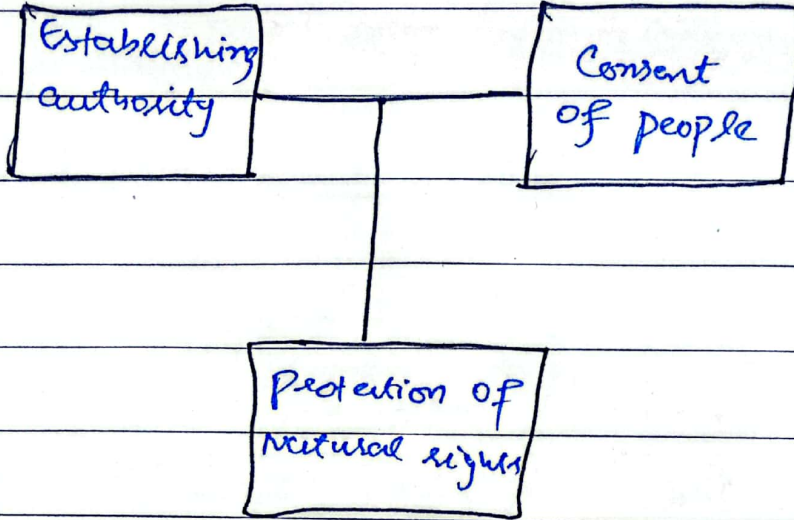 Establishing
authority
Consent
of people
Protection of
Natural rights